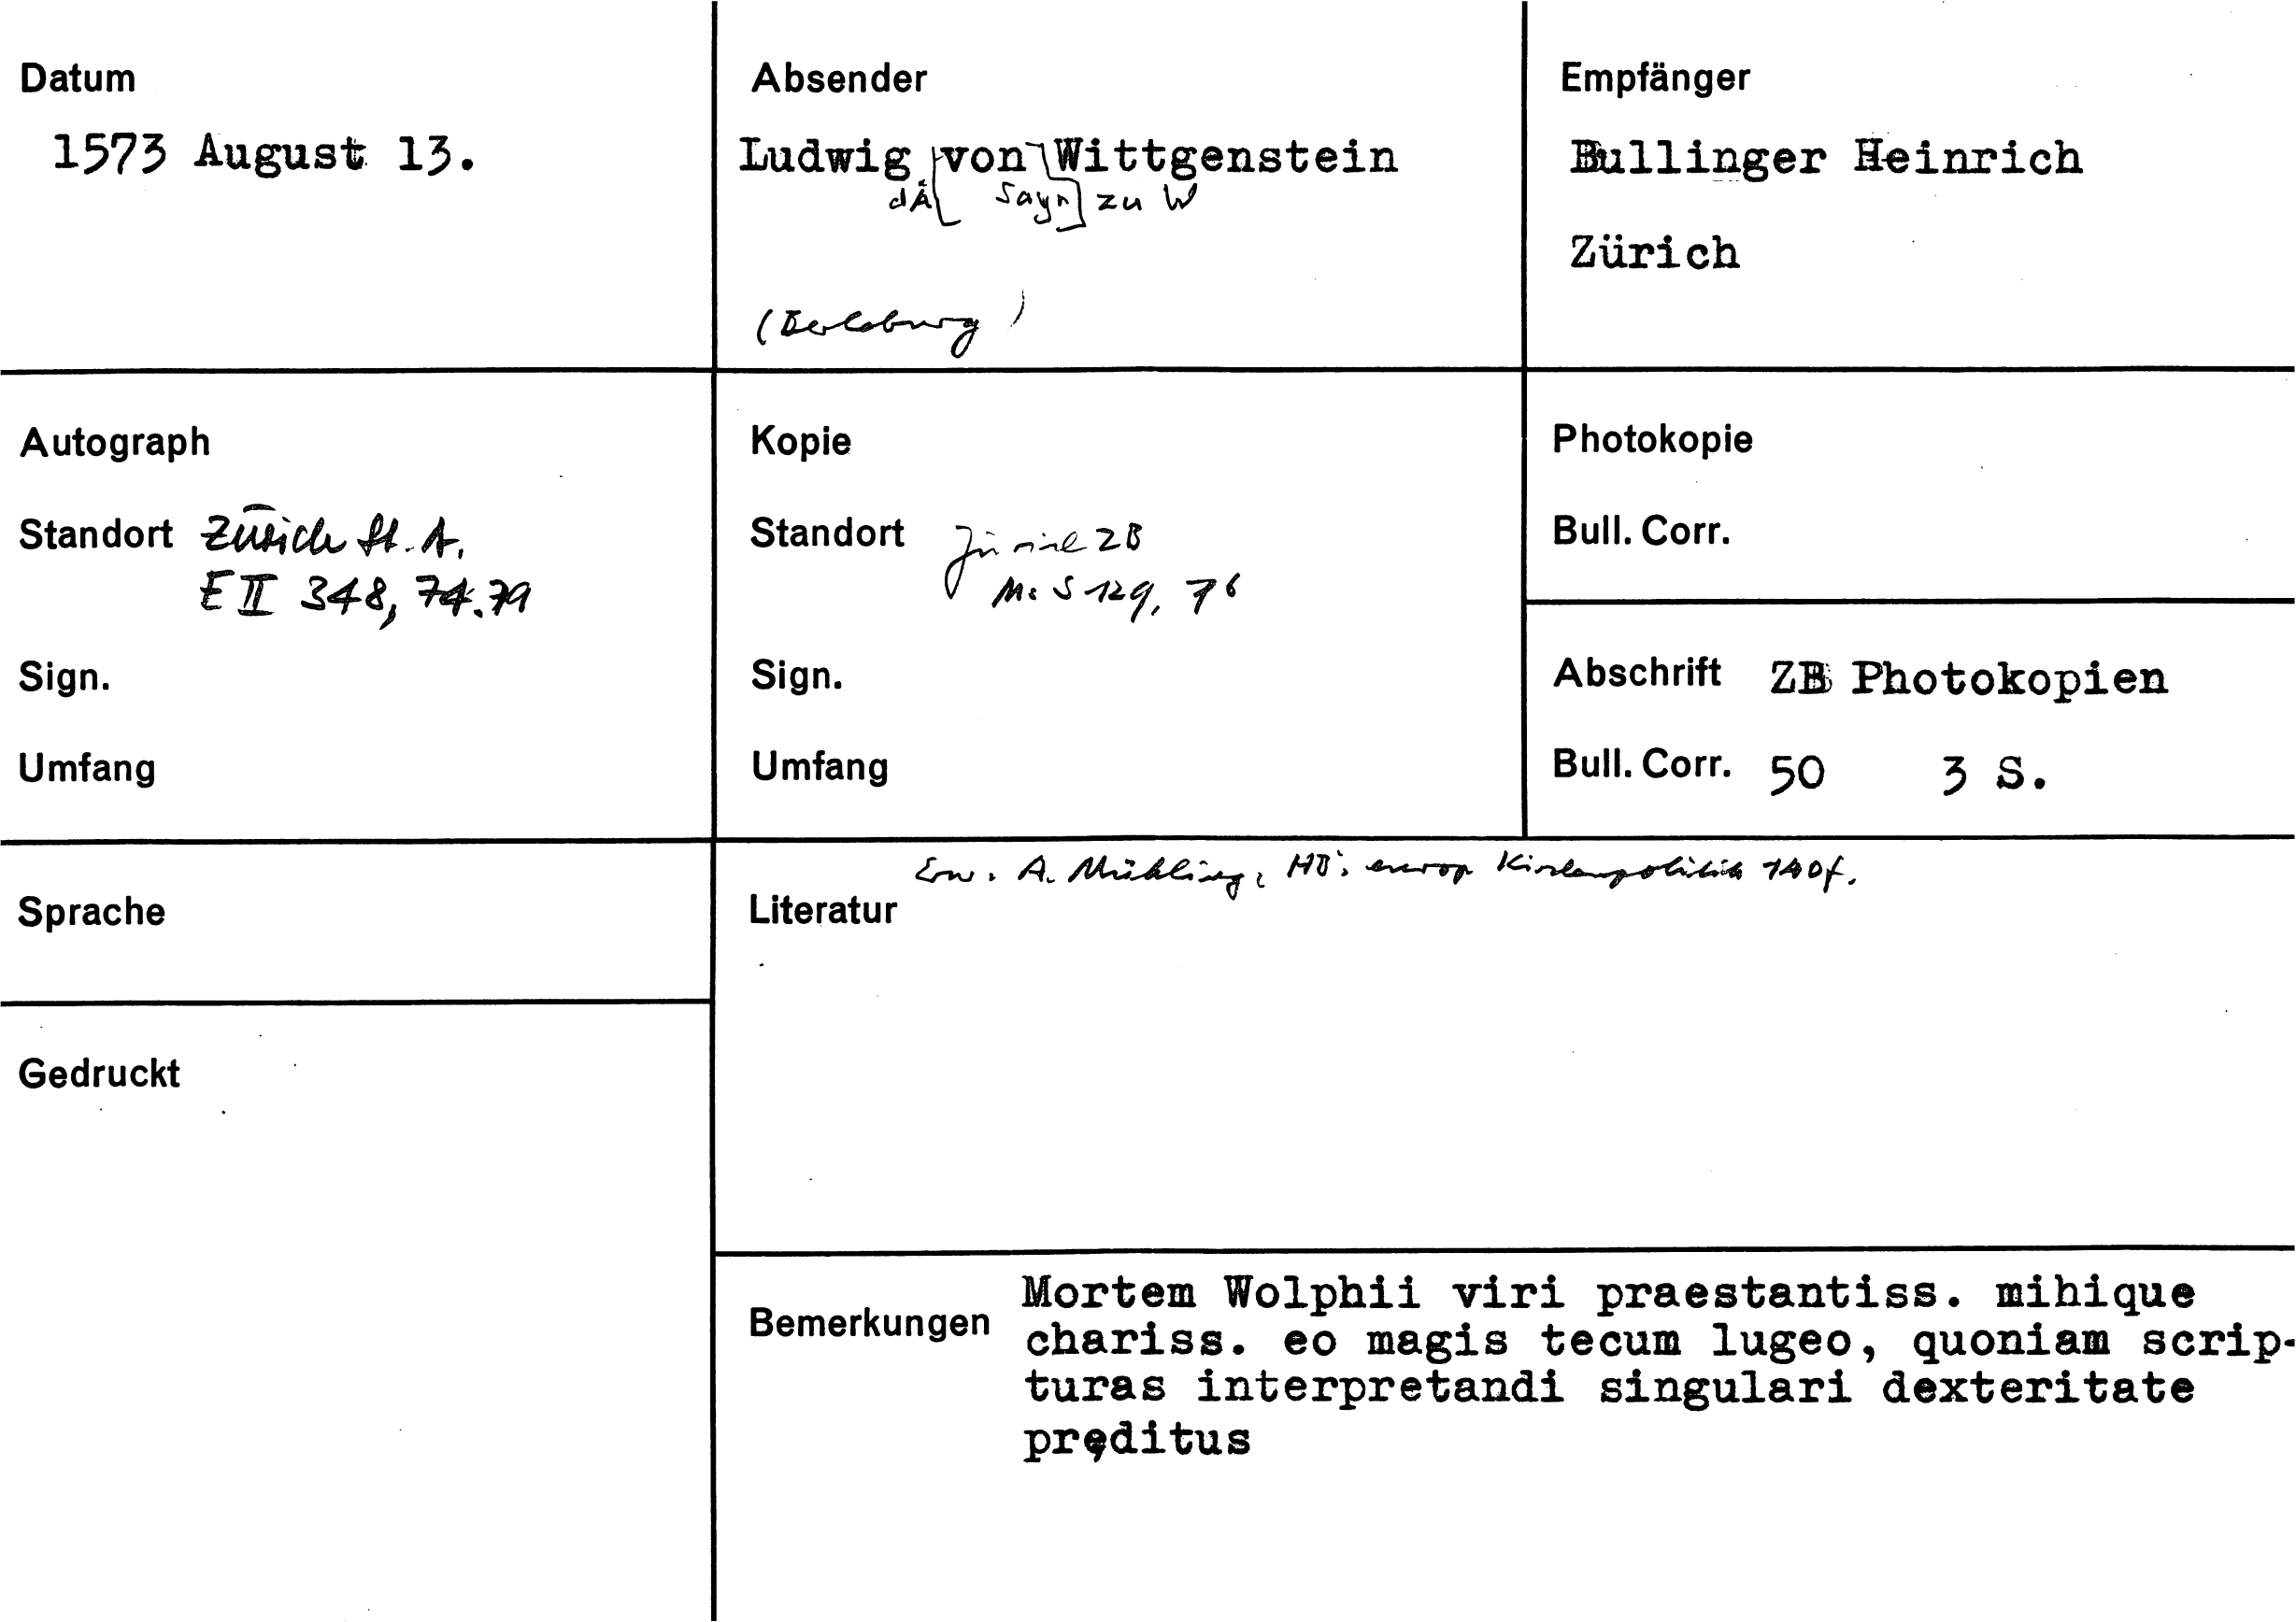 Datum
1573 August 13.
Absender
Ludwig von Wittgenstein
dÄ Sayn zu W
(Berleburg)
Empfänger
Bullinger Heinrich
Zürich
Autograph
Standort Zürich St. A.
E II 348, 74.79
Sign.
Umfang
Kopie
Standort Zürich ZB
Ms S 129, 76
Sign.
Umfang
Photokopie
Bull. Corr.
Abschrift ZB Photokopien
Bull. Corr. 50 3 S.
Sprache
Gedruckt
Erw. A. Mühling, HB's europ Kirchenpolitik 140f.
Literatur
Bemerkungen
Mortem Wolphii viri praestantiss. mihique
chariss. eo magis tecum lugeo, quoniam scrip-
turas interpretandi singulari dexteritate
pręditus